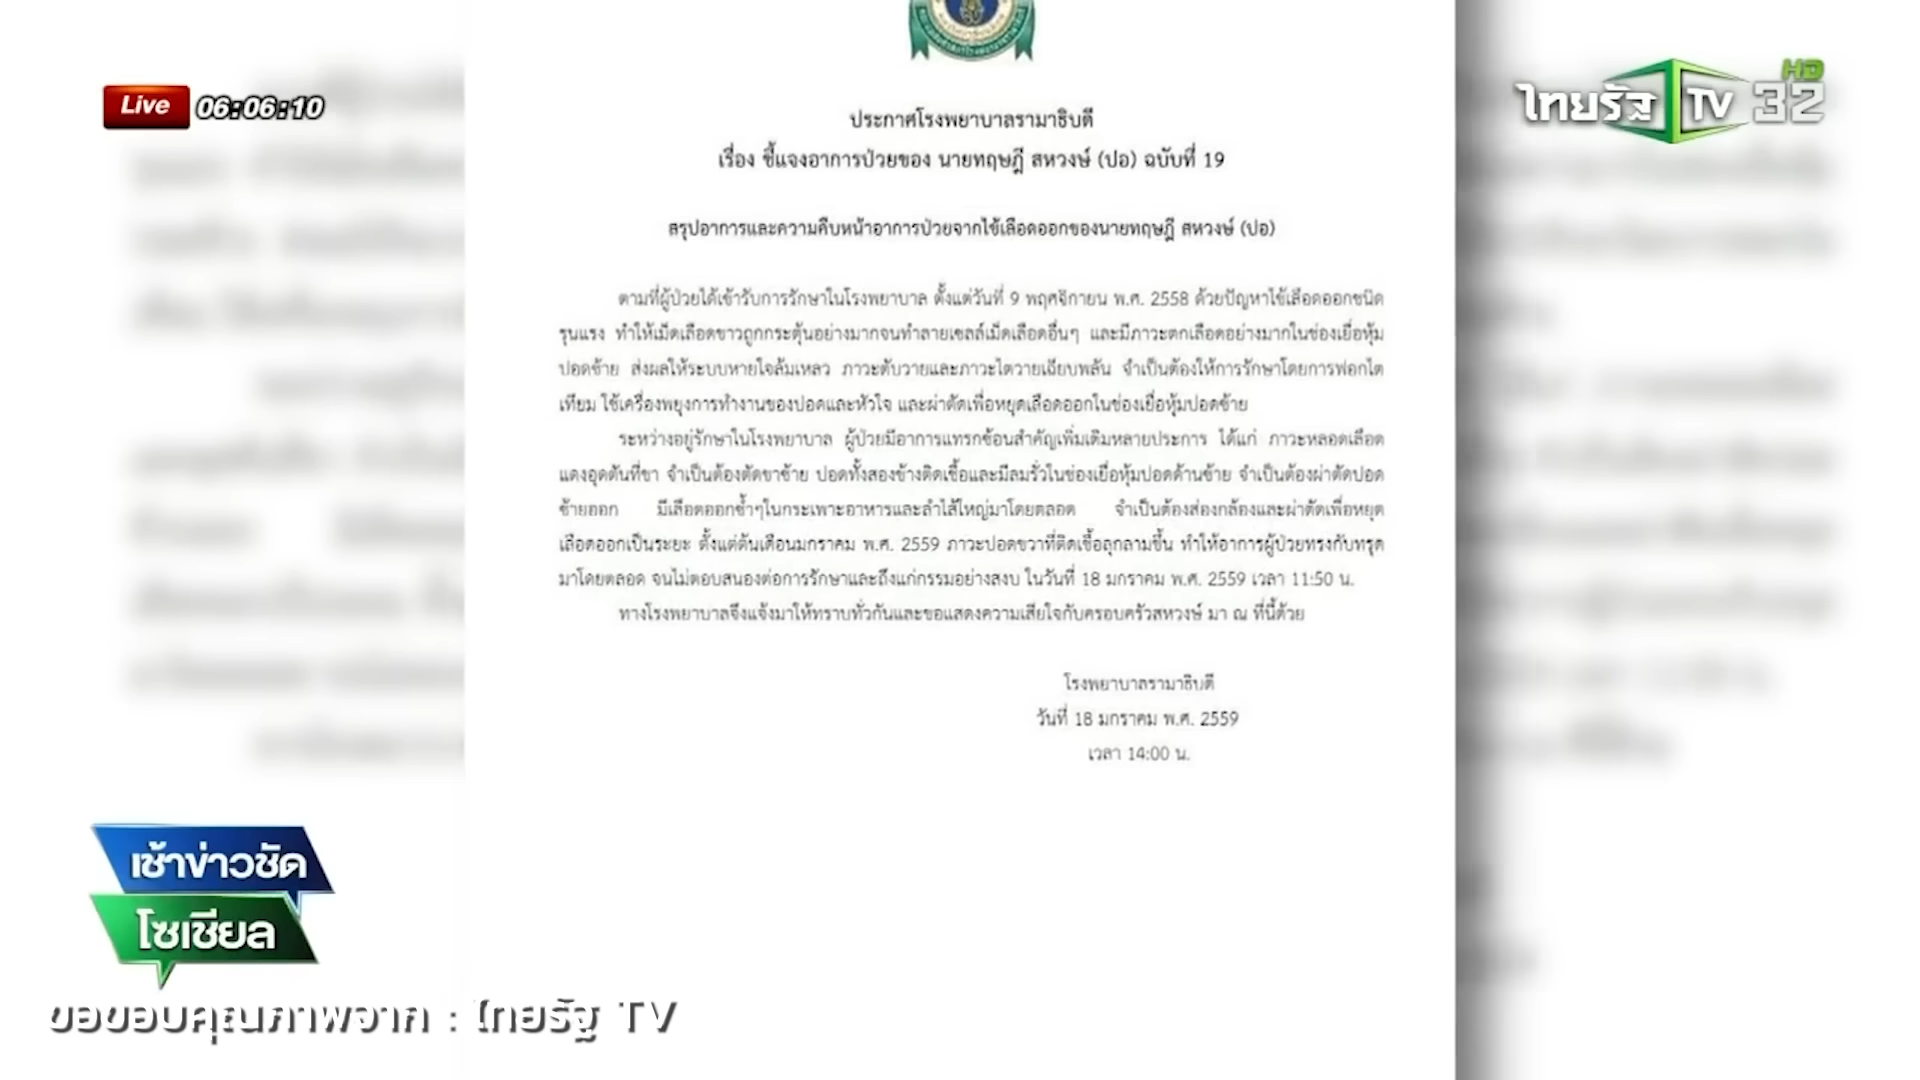 Live 06:06:10
ไทยรัฐ TV HD 32
ประกาศโรงพยาบาลรามาธิบดี
เรื่อง ชี้แจงอาการป่วยของ นายทฤษฎี สหวงษ์ (ปอ) ฉบับที่ 19
สรุปอาการและความคืบหน้าอาการป่วยจากไข้เลือดออกของนายทฤษฎี สหวงษ์ (ปอ)
ตามที่ผู้ป่วยได้เข้ารับการรักษาในโรงพยาบาล ตั้งแต่วันที่ 9 พฤศจิกายน พ.ศ. 2558 ด้วยปัญหาไข้เลือดออกชนิด
รุนแรง ทำให้เม็ดเลือดขาวถูกกระตุ้นอย่างมากจนทำลายเซลล์เม็ดเลือดอื่นๆ และมีภาวะตกเลือดอย่างมากในช่องเยื่อหุ้ม
ปอดซ้าย ส่งผลให้ระบบหายใจล้มเหลว ภาวะตับวายและภาวะไตวายเฉียบพลัน จำเป็นต้องให้การรักษาโดยการฟอกไต
เทียม ใช้เครื่องพยุงการทำงานของปอดและหัวใจ และผ่าตัดเพื่อหยุดเลือดออกในช่องเยื่อหุ้มปอดซ้าย
ระหว่างอยู่รักษาในโรงพยาบาล ผู้ป่วยมีอาการแทรกซ้อนสำคัญเพิ่มเติมหลายประการ ได้แก่ ภาวะหลอดเลือด
แดงอุดตันที่ขา จำเป็นต้องตัดขาซ้าย ปอดทั้งสองข้างติดเชื้อและมีลมรั่วในช่องเยื่อหุ้มปอดด้านซ้าย จำเป็นต้องผ่าตัดปอด
ซ้ายออก มีเลือดออกซ้ำๆในกระเพาะอาหารและลำไส้ใหญ่มาโดยตลอด จำเป็นต้องส่องกล้องและผ่าตัดเพื่อหยุด
เลือดออกเป็นระยะ ตั้งแต่ต้นเดือนมกราคม พ.ศ. 2559 ภาวะปอดขวาที่ติดเชื้อลุกลามขึ้น ทำให้อาการผู้ป่วยทรงกับทรุด
มาโดยตลอด จนไม่ตอบสนองต่อการรักษาและถึงแก่กรรมอย่างสงบ ในวันที่ 18 มกราคม พ.ศ. 2559 เวลา 11:50 น.
ทางโรงพยาบาลจึงแจ้งมาให้ทราบทั่วกันและขอแสดงความเสียใจกับครอบครัวสหวงษ์ มา ณ ที่นี้ด้วย
โรงพยาบาลรามาธิบดี
วันที่ 18 มกราคม พ.ศ. 2559
เวลา 14:00 น.
เช้าข่าวชัด
โซเชียล
ขอขอบคุณภาพจาก : ไทยรัฐ TV